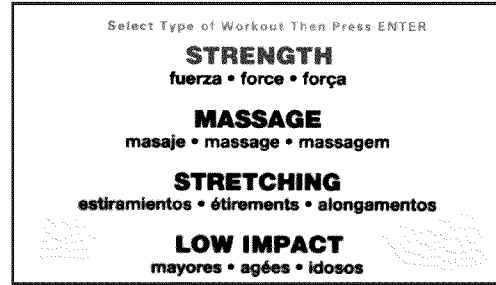 Select Type of Workout Then Press ENTER
STRENGTH
fuerza • force • força
MASSAGE
masaje • massage • massagem
STRETCHING
estiramientos • étirements • alongamentos
LOW IMPACT
mayores • agées • idosos